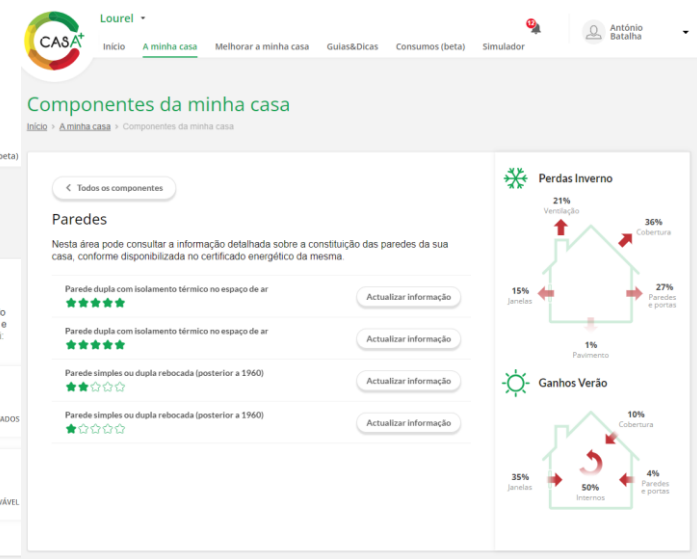 CASA+
Lourel
Início
A minha casa
Melhorar a minha casa
Guias&Dicas
Consumos (beta)
Simulador
António
Batalha
Componentes da minha casa
Início > A minha casa > Componentes da minha casa
beta)
o
e
ADOS
VÁVEL
< Todos os componentes
Paredes
Nesta área pode consultar a informação detalhada sobre a constituição das paredes da sua
casa, conforme disponibilizada no certificado energético da mesma.
Parede dupla com isolamento térmico no espaço de ar
Actualizar informação
Parede dupla com isolamento térmico no espaço de ar
Actualizar informação
Parede simples ou dupla rebocada (posterior a 1960)
Actualizar informação
Parede simples ou dupla rebocada (posterior a 1960)
Actualizar informação
Perdas Inverno
21%
Ventilação
36%
Cobertura
15%
Janelas
27%
Paredes
e portas
1%
Pavimento
Ganhos Verão
10%
Cobertura
35%
Janelas
50%
Internos
4%
Paredes
e portas